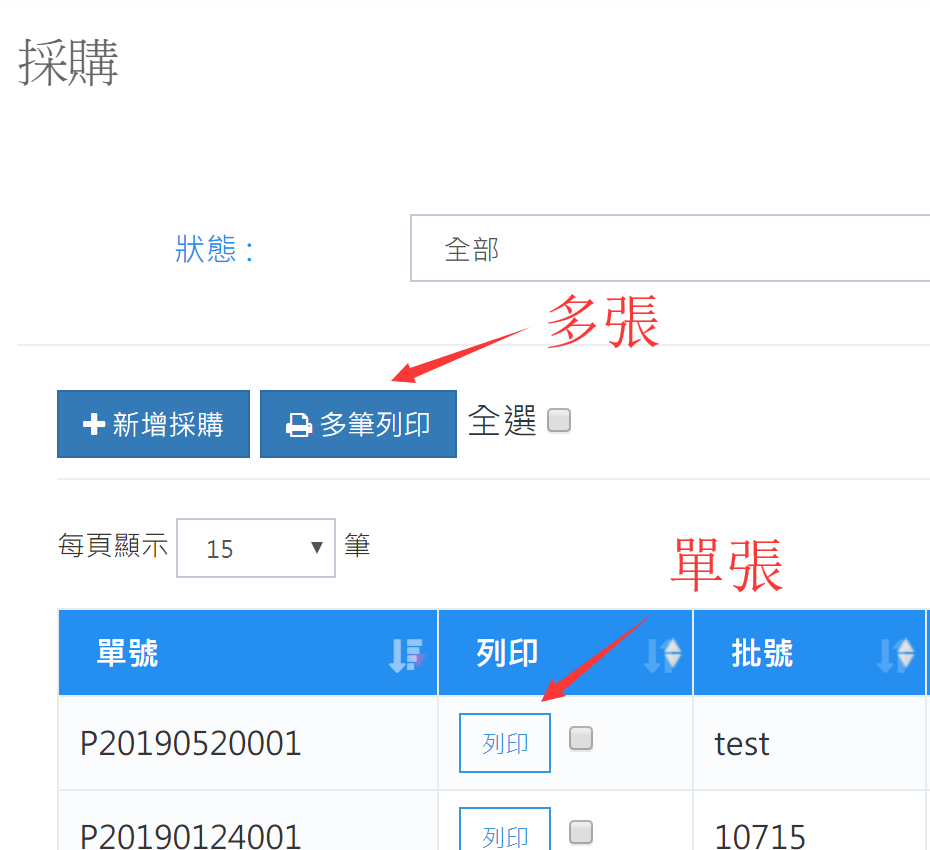 採購
狀態 : 全部
多張
新增採購 多筆列印 全選
每頁顯示 15 筆
單張
單號 列印 批號
P20190520001 列印 test
P20190124001 列印 10715